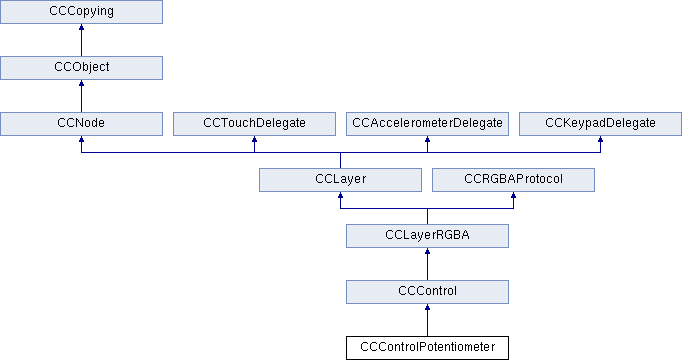 CCCopying
CCObject
CCNode
CCTouchDelegate
CCAccelerometerDelegate
CCKeypadDelegate
CCLayer
CCRGBAProtocol
CCLayerRGBA
CCControl
CCControlPotentiometer